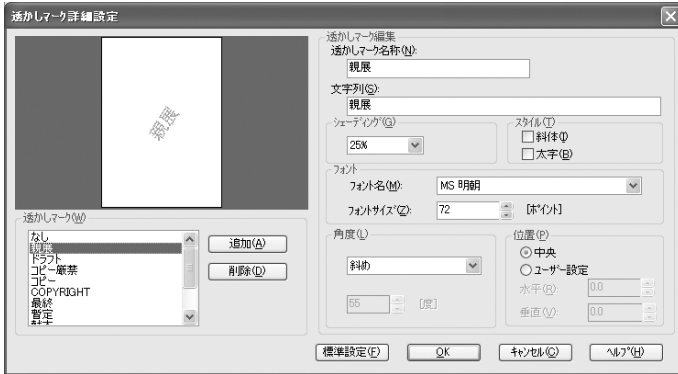 透かしマーク詳細設定
親展
透かしマーク(W)
なし
親展
ドラフト
コピー厳禁
コピー
COPYRIGHT
最終
暫定
追加(A)
削除(D)
透かしマーク編集
透かしマーク名称(N):
親展
文字列(S):
親展
シェーディング(G)
25%
スタイル(T)
斜体(I)
太字(B)
フォント
フォント名(M):
MS 明朝
フォントサイズ(Z):
72
[ポイント]
角度(L)
斜め
55
[度]
位置(P)
中央
ユーザー設定
水平(R):
0.0
垂直(V):
0.0
標準設定(F)
OK
キャンセル(C)
ヘルプ(H)